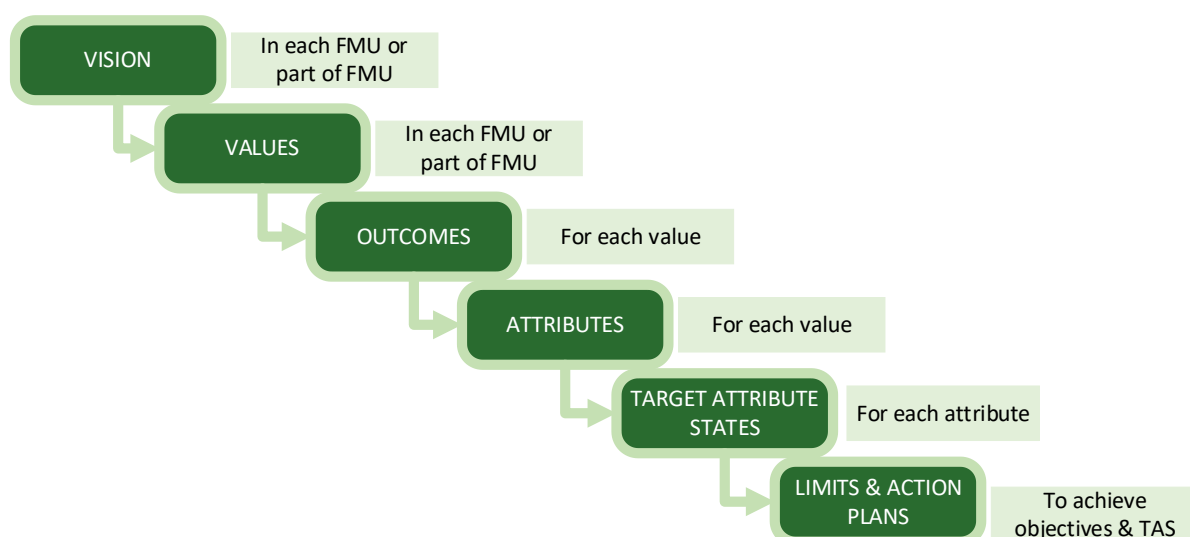 VISION
In each FMU or
part of FMU
VALUES
In each FMU or
part of FMU
OUTCOMES
For each value
ATTRIBUTES
For each value
TARGET ATTRIBUTE
STATES
For each attribute
LIMITS & ACTION
PLANS
To achieve
objectives & TAS